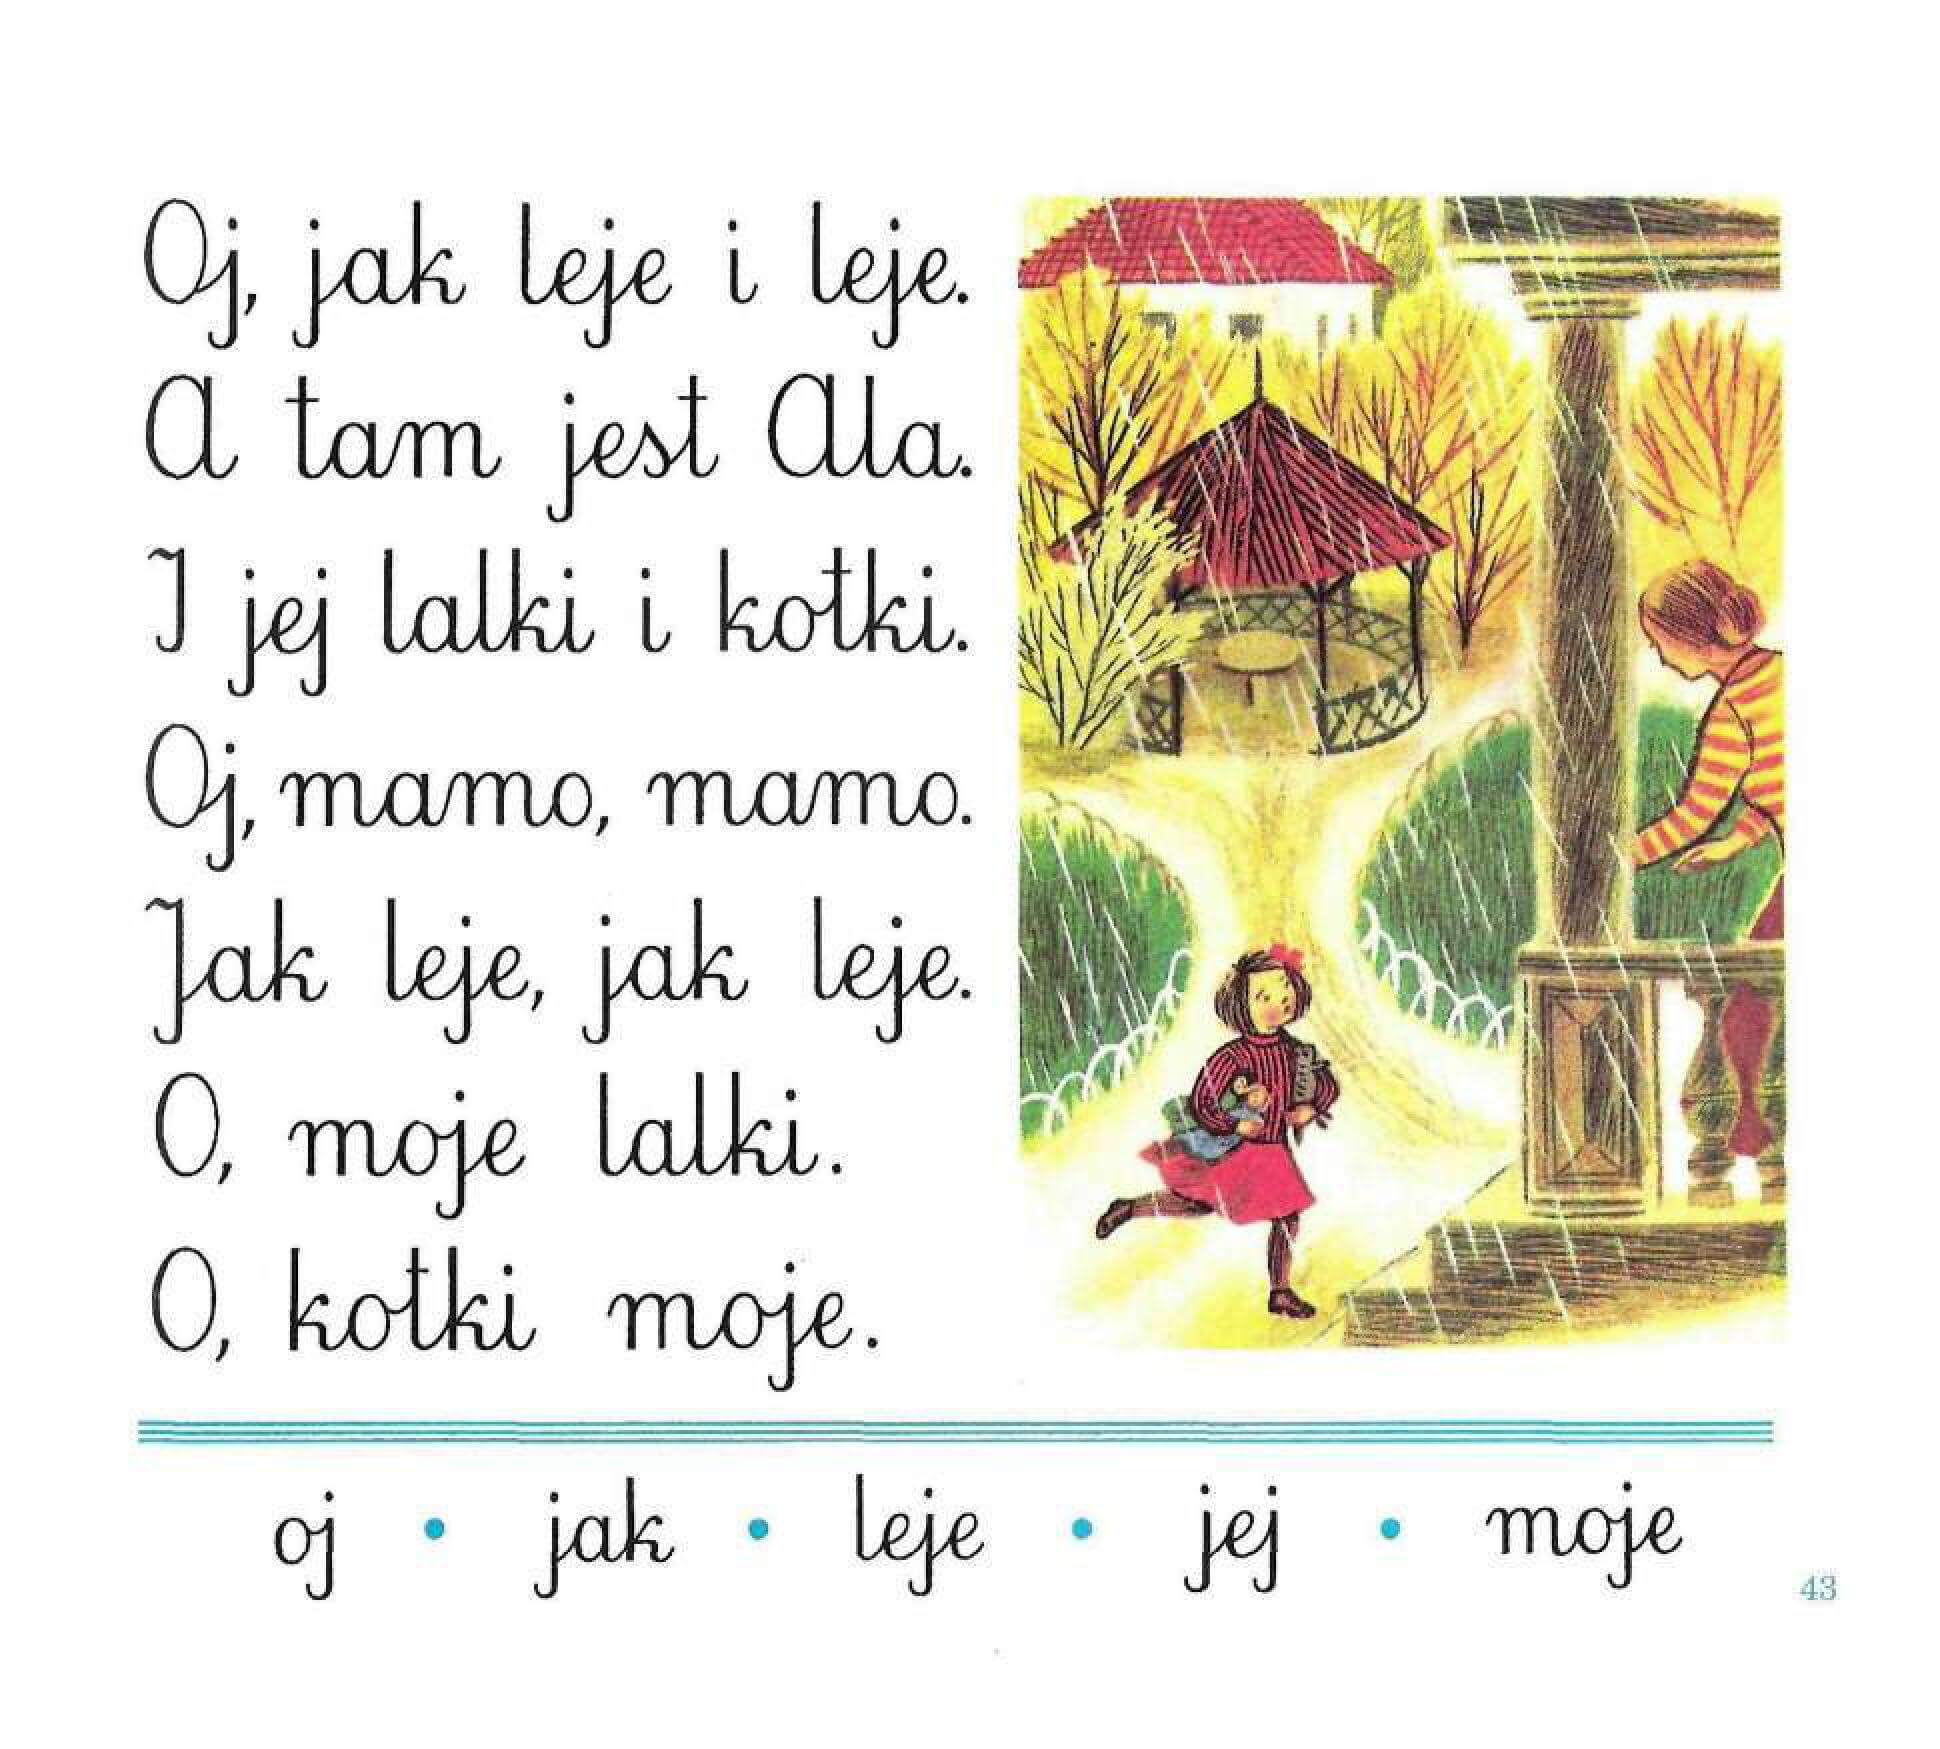 Oj, jak leje i leje.
A tam jest Ala.
I jej lalki i kotki.
Oj, mamo, mamo.
Jak leje, jak leje.
O, moje lalki.
O, kotki moje.
oj • jak • leje • jej • moje
43